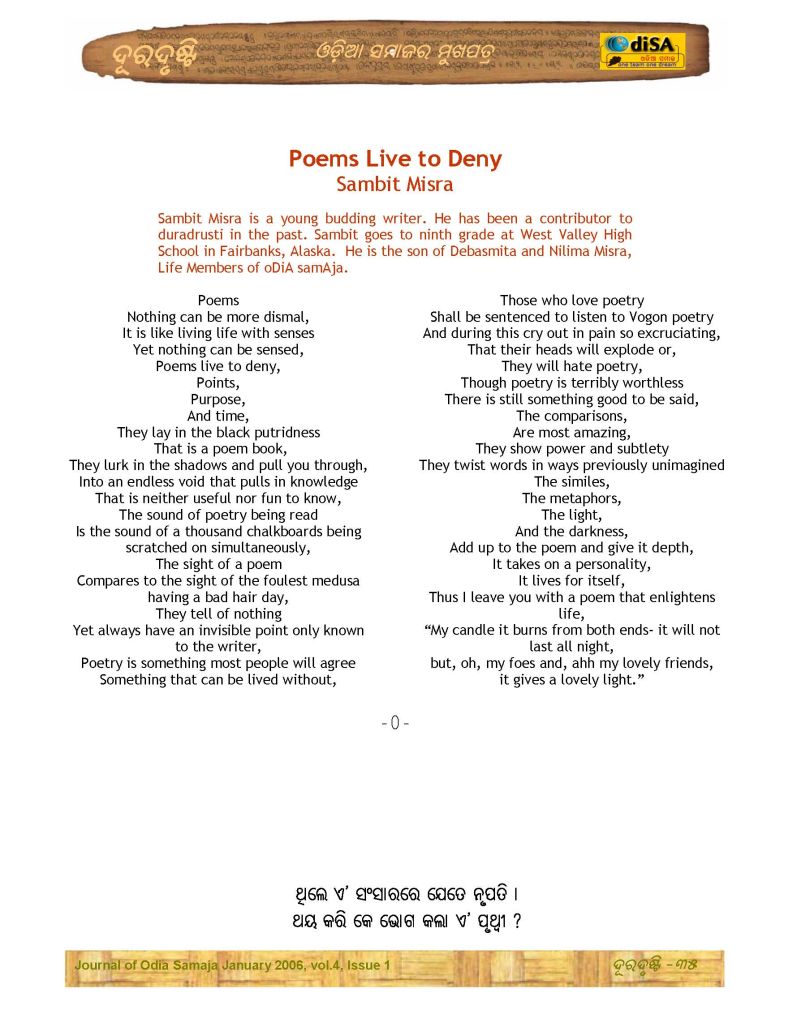 ଦୂରଦୃଷ୍ଟି
ଓଡ଼ିଆ ସମାଜର ମୁଖପତ୍ର
odiSA
ଓଡ଼ିଆ ସମାଜ
one team one dream
Poems Live to Deny
Sambit Misra
Sambit Misra is a young budding writer. He has been a contributor to
duradrusti in the past. Sambit goes to ninth grade at West Valley High
School in Fairbanks, Alaska. He is the son of Debasmita and Nilima Misra,
Life Members of oDiA samAja.
Poems
Nothing can be more dismal,
It is like living life with senses
Yet nothing can be sensed,
Poems live to deny,
Points,
Purpose,
And time,
They lay in the black putridness
That is a poem book,
They lurk in the shadows and pull you through,
Into an endless void that pulls in knowledge
That is neither useful nor fun to know,
The sound of poetry being read
Is the sound of a thousand chalkboards being
scratched on simultaneously,
The sight of a poem
Compares to the sight of the foulest medusa
having a bad hair day,
They tell of nothing
Yet always have an invisible point only known
to the writer,
Poetry is something most people will agree
Something that can be lived without,
Those who love poetry
Shall be sentenced to listen to Vogon poetry
And during this cry out in pain so excruciating,
That their heads will explode or,
They will hate poetry,
Though poetry is terribly worthless
There is still something good to be said,
The comparisons,
Are most amazing,
They show power and subtlety
They twist words in ways previously unimagined
The similes,
The metaphors,
The light,
And the darkness,
Add up to the poem and give it depth,
It takes on a personality,
It lives for itself,
Thus I leave you with a poem that enlightens
life,
“My candle it burns from both ends- it will not
last all night,
but, oh, my foes and, ahh my lovely friends,
it gives a lovely light.”
- 0 -
ଥିଲେ ଏ’ ସଂସାରରେ ଯେତେ ନୃପତି ।
ଥୟ କରି କେ ଭୋଗ କଲା ଏ’ ପୃଥ୍ୱୀ ?
Journal of Odia Samaja January 2006, vol.4, Issue 1
ଦୂରଦୃଷ୍ଟି - ୩୫